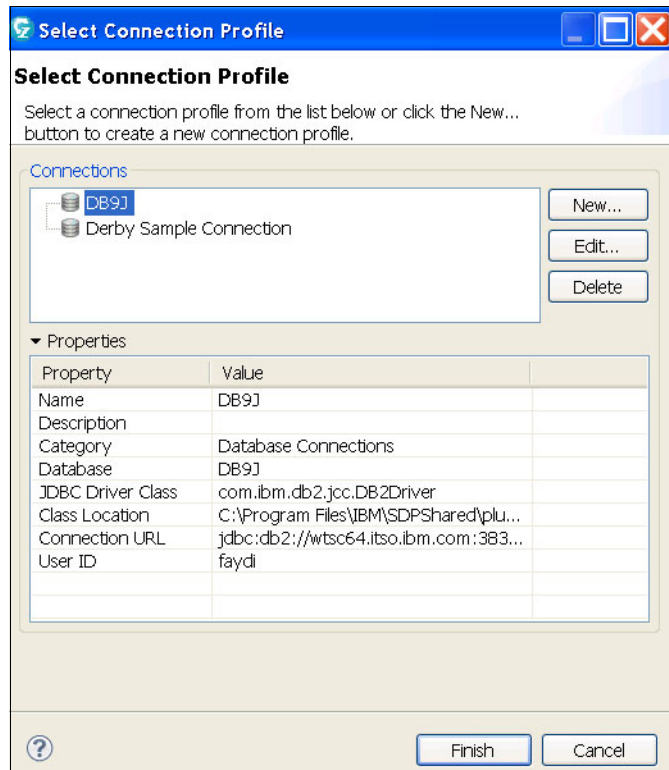 Select Connection Profile
Select Connection Profile
Select a connection profile from the list below or click the New...
button to create a new connection profile.
Connections
DB9J
Derby Sample Connection
New...
Edit...
Delete
Properties
Property Value
Name DB9J
Description
Category Database Connections
Database DB9J
JDBC Driver Class com.ibm.db2.jcc.DB2Driver
Class Location C:\Program Files\IBM\SDPShared\plu...
Connection URL jdbc:db2://wtsc64.itso.ibm.com:383...
User ID faydi
?
Finish Cancel